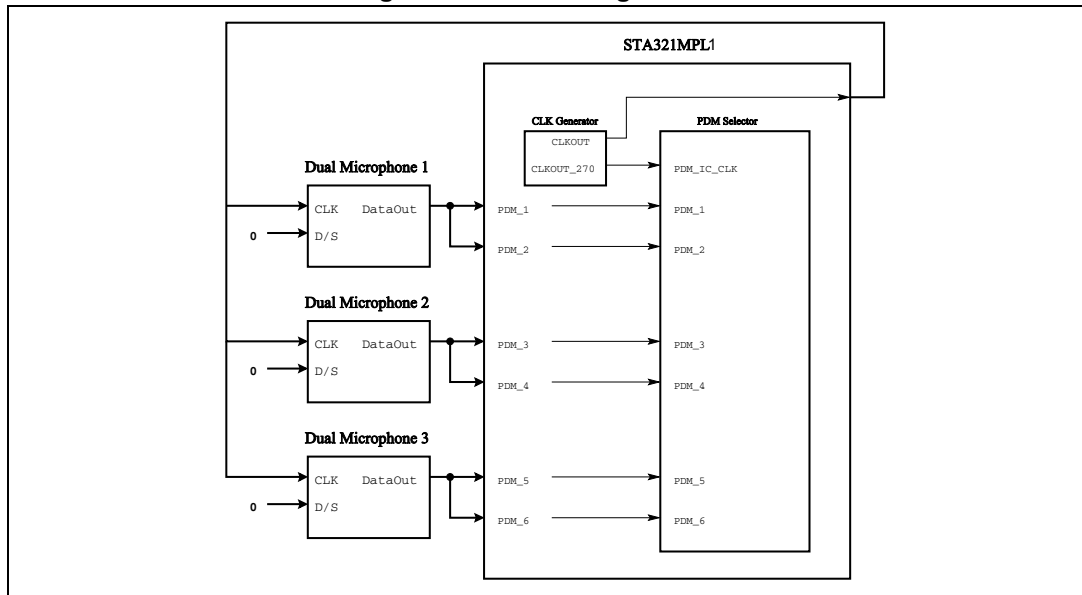 STA321MPL1
CLK Generator
PDM Selector
CLKOUT
CLKOUT_270
PDM_IC_CLK
Dual Microphone 1
CLK DataOut
PDM_1
PDM_1
0
D/S
PDM_2
PDM_2
Dual Microphone 2
CLK DataOut
PDM_3
PDM_3
0
D/S
PDM_4
PDM_4
Dual Microphone 3
CLK DataOut
PDM_5
PDM_5
0
D/S
PDM_6
PDM_6